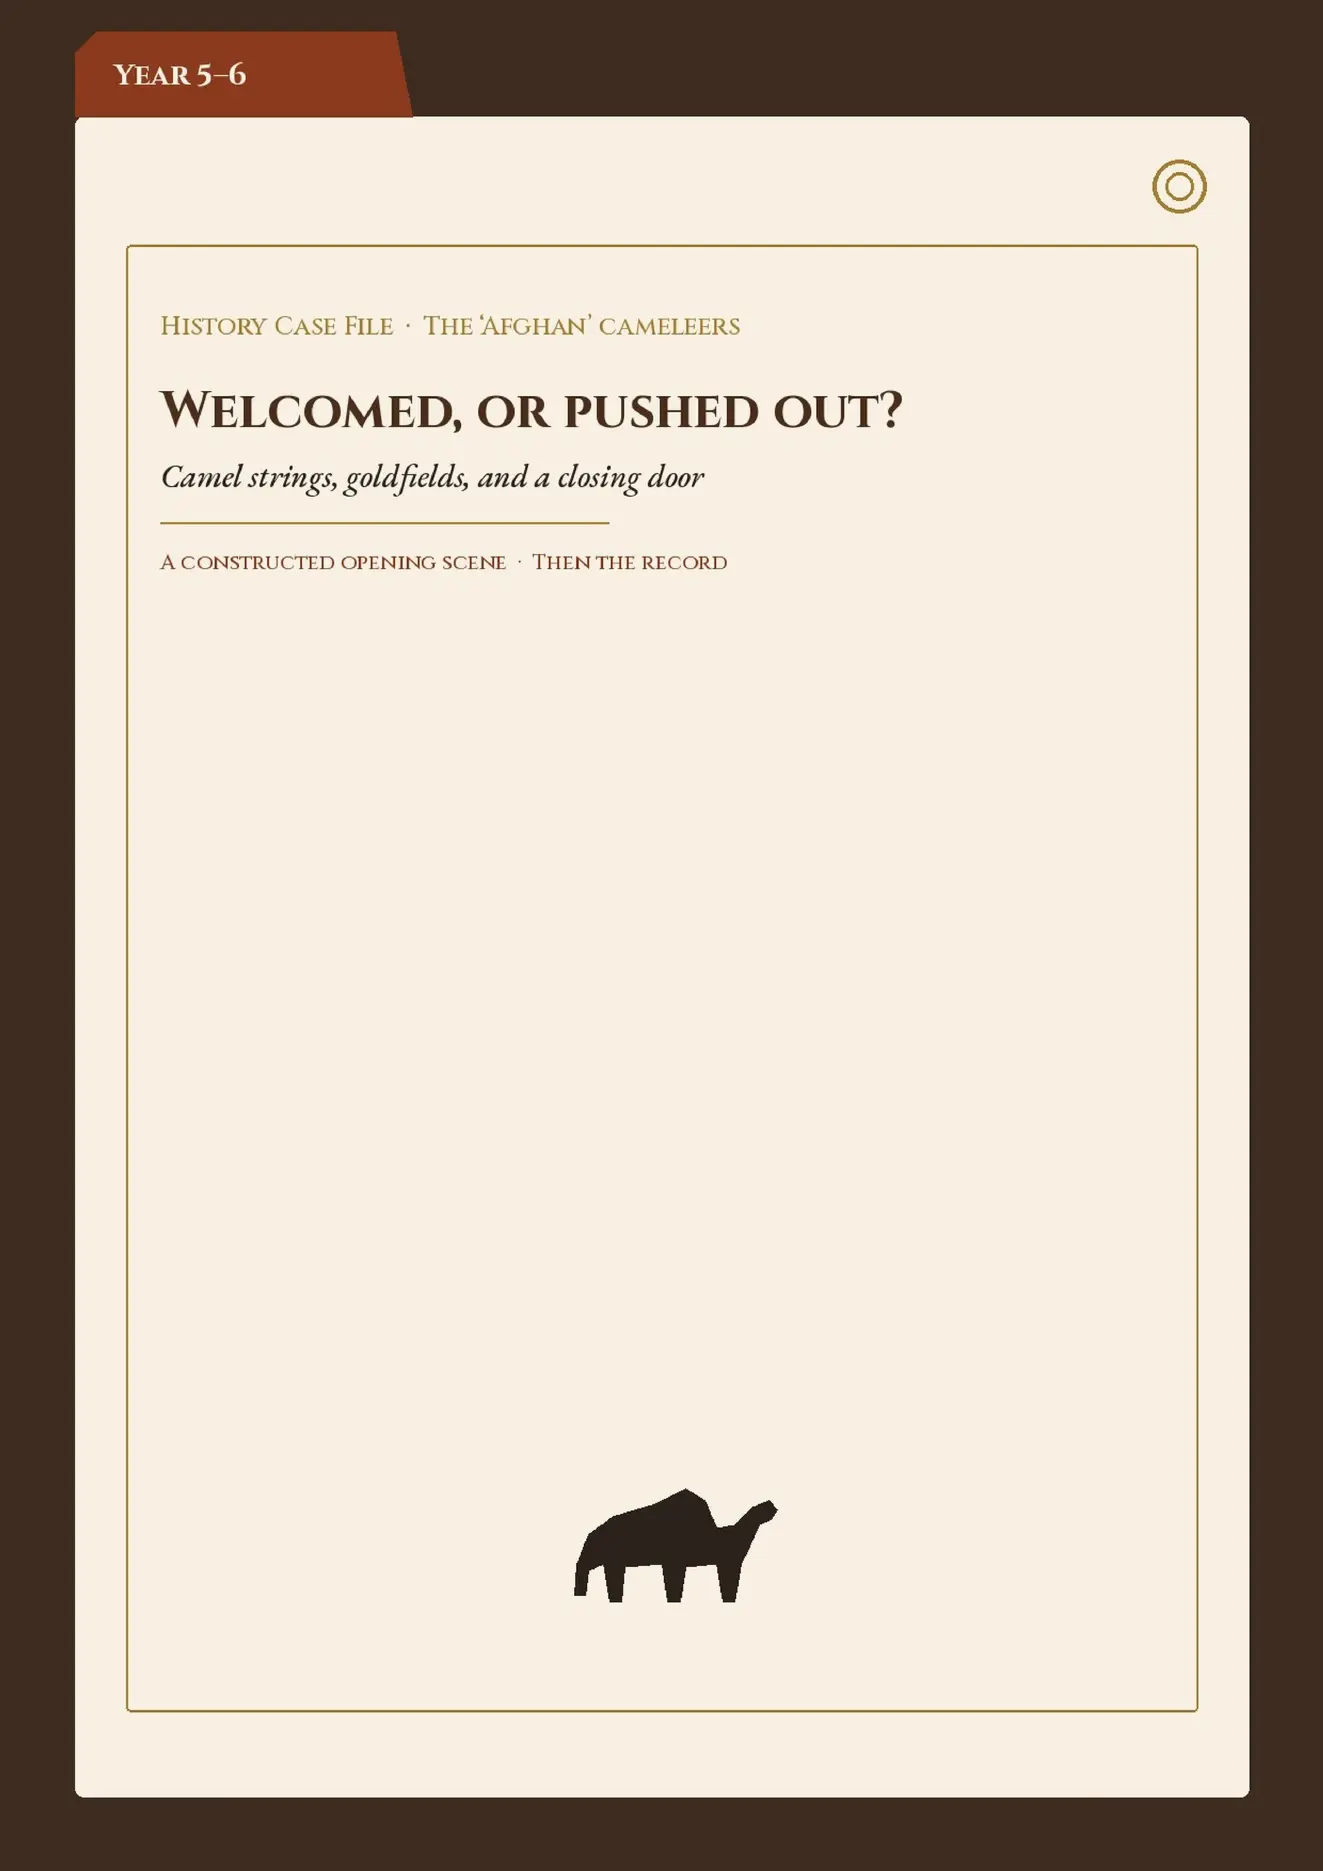 Year 5–6
History Case File · The ‘Afghan’ cameleers
Welcomed, or pushed out?
Camel strings, goldfields, and a closing door
A constructed opening scene · Then the record